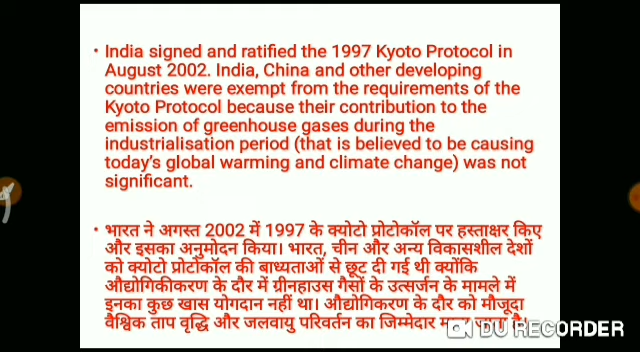 • India signed and ratified the 1997 Kyoto Protocol in
August 2002. India, China and other developing
countries were exempt from the requirements of the
Kyoto Protocol because their contribution to the
emission of greenhouse gases during the
industrialisation period (that is believed to be causing
today's global warming and climate change) was not
significant.
• भारत ने अगस्त 2002 में 1997 के क्योटो प्रोटोकॉल पर हस्ताक्षर किए
और इसका अनुमोदन किया। भारत, चीन और अन्य विकासशील देशों
को क्योटो प्रोटोकॉल की बाध्यताओं से छूट दी गई थी क्योंकि
औद्योगिकीकरण के दौर में ग्रीनहाउस गैसों के उत्सर्जन के मामले में
इनका कुछ खास योगदान नहीं था। औद्योगिकरण के दौर को मौजूदा
वैश्विक ताप वृद्धि और जलवायु परिवर्तन का जिम्मेदार
DU RECORDER